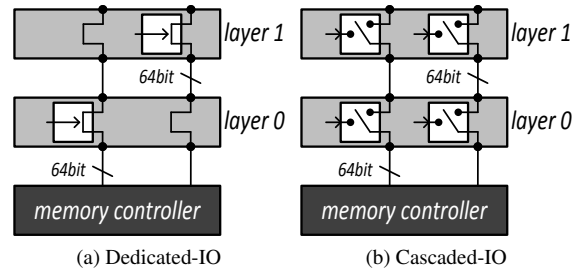 layer 1 layer 1
64bit 64bit
layer 0 layer 0
64bit 64bit
memory controller memory controller
(a) Dedicated-IO (b) Cascaded-IO